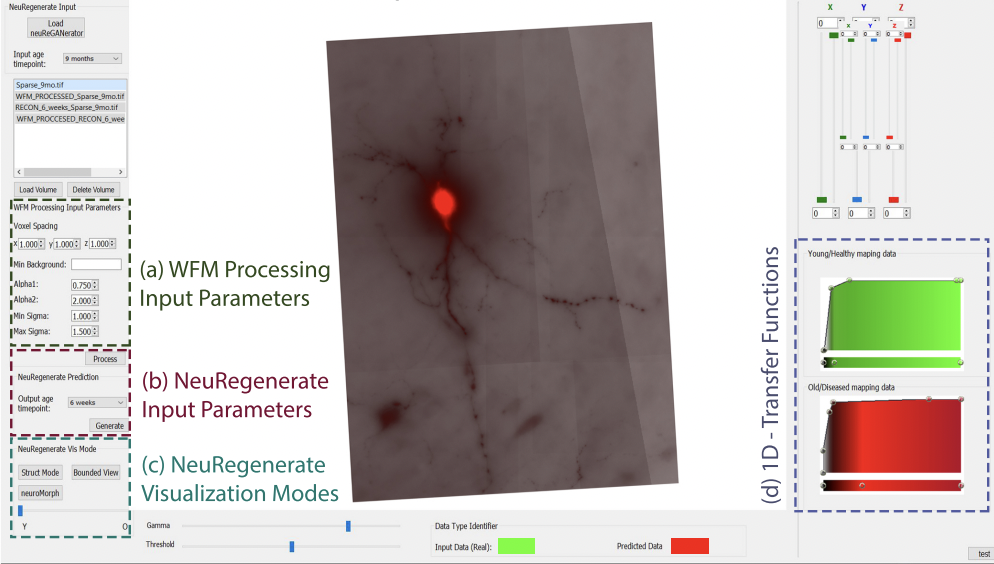 NeuRegenerate Input
Load
neuReGANerator
Input age
timepoint:
9 months
Sparse_9mo.tif
WFM_PROCESSED_Sparse_9mo.tif
RECON_6_weeks_Sparse_9mo.tif
WFM_PROCCESED_RECON_6_wee
Load Volume
Delete Volume
WFM Processing Input Parameters
Voxel Spacing
x 1.000 y 1.000 z 1.000
Min Background:
Alpha1: 0.750
Alpha2: 2.000
Min Sigma: 1.000
Max Sigma: 1.500
Process
NeuRegenerate Prediction
Output age
timepoint:
6 weeks
Generate
NeuRegenerate Vis Mode
Struct Mode
Bounded View
neuroMorph
Y
O
(a) WFM Processing
Input Parameters
(b) NeuRegenerate
Input Parameters
(c) NeuRegenerate
Visualization Modes
Gamma
Threshold
Data Type Identifier
Input Data (Real):
Predicted Data
X Y Z
0
X Y Z
0 0 0
0 0 0
0 0 0
(d) 1D - Transfer Functions
Young/Healthy maping data
Old/Diseased mapping data
test